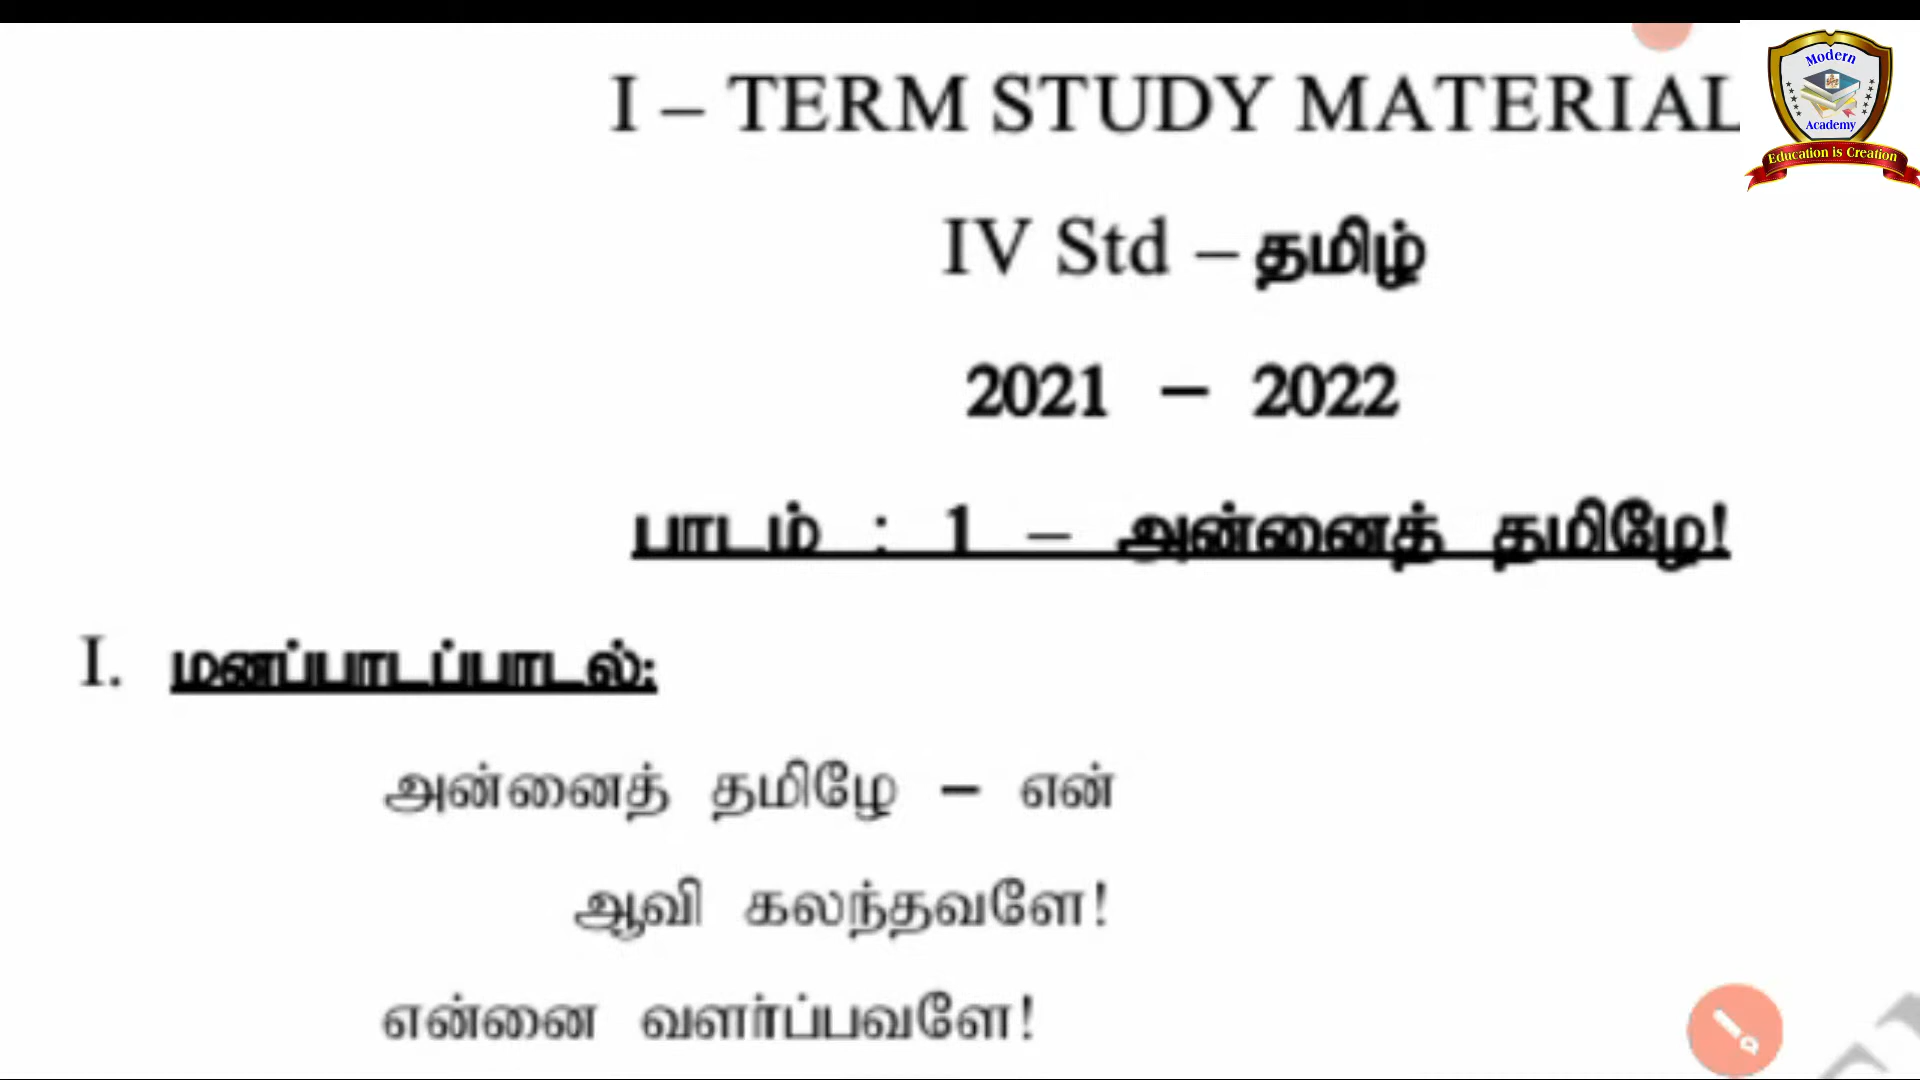 I – TERM STUDY MATERIAL
Modern
Academy
Education is Creation
IV Std – தமிழ்
2021 – 2022
பாடம் : 1 – அன்னைத் தமிழே!
I. மனப்பாடப்பாடல்:
அன்னைத் தமிழே – என்
ஆவி கலந்தவளே!
என்னை வளர்ப்பவளே!